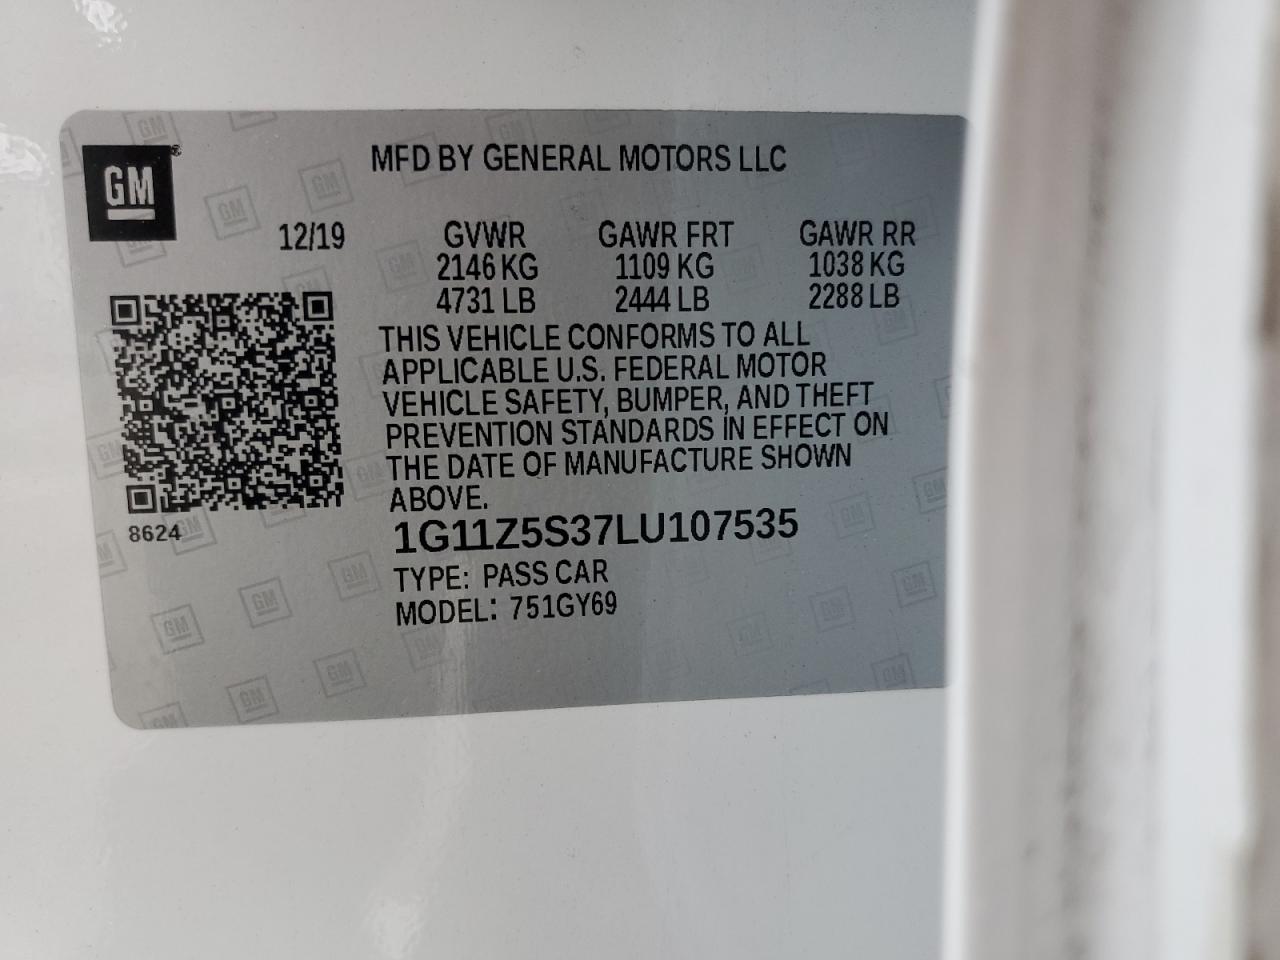 GM
MFD BY GENERAL MOTORS LLC
12/19 GVWR GAWR FRT GAWR RR
2146 KG 1109 KG 1038 KG
4731 LB 2444 LB 2288 LB
THIS VEHICLE CONFORMS TO ALL
APPLICABLE U.S. FEDERAL MOTOR
VEHICLE SAFETY, BUMPER, AND THEFT
PREVENTION STANDARDS IN EFFECT ON
THE DATE OF MANUFACTURE SHOWN
ABOVE.
8624
1G11Z5S37LU107535
TYPE: PASS CAR
MODEL: 751GY69